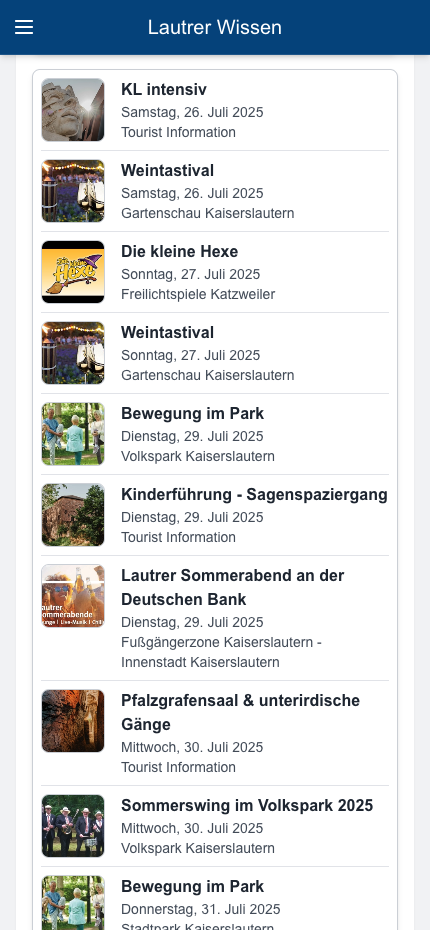 Lautrer Wissen
KL intensiv
Samstag, 26. Juli 2025
Tourist Information
Weintastival
Samstag, 26. Juli 2025
Gartenschau Kaiserslautern
Die kleine Hexe
Sonntag, 27. Juli 2025
Freilichtspiele Katzweiler
Weintastival
Sonntag, 27. Juli 2025
Gartenschau Kaiserslautern
Bewegung im Park
Dienstag, 29. Juli 2025
Volkspark Kaiserslautern
Kinderführung - Sagenspaziergang
Dienstag, 29. Juli 2025
Tourist Information
Lautrer Sommerabend an der
Deutschen Bank
Dienstag, 29. Juli 2025
Fußgängerzone Kaiserslautern -
Innenstadt Kaiserslautern
Pfalzgrafensaal & unterirdische
Gänge
Mittwoch, 30. Juli 2025
Tourist Information
Sommerswing im Volkspark 2025
Mittwoch, 30. Juli 2025
Volkspark Kaiserslautern
Bewegung im Park
Donnerstag, 31. Juli 2025
Stadtpark Kaiserslautern